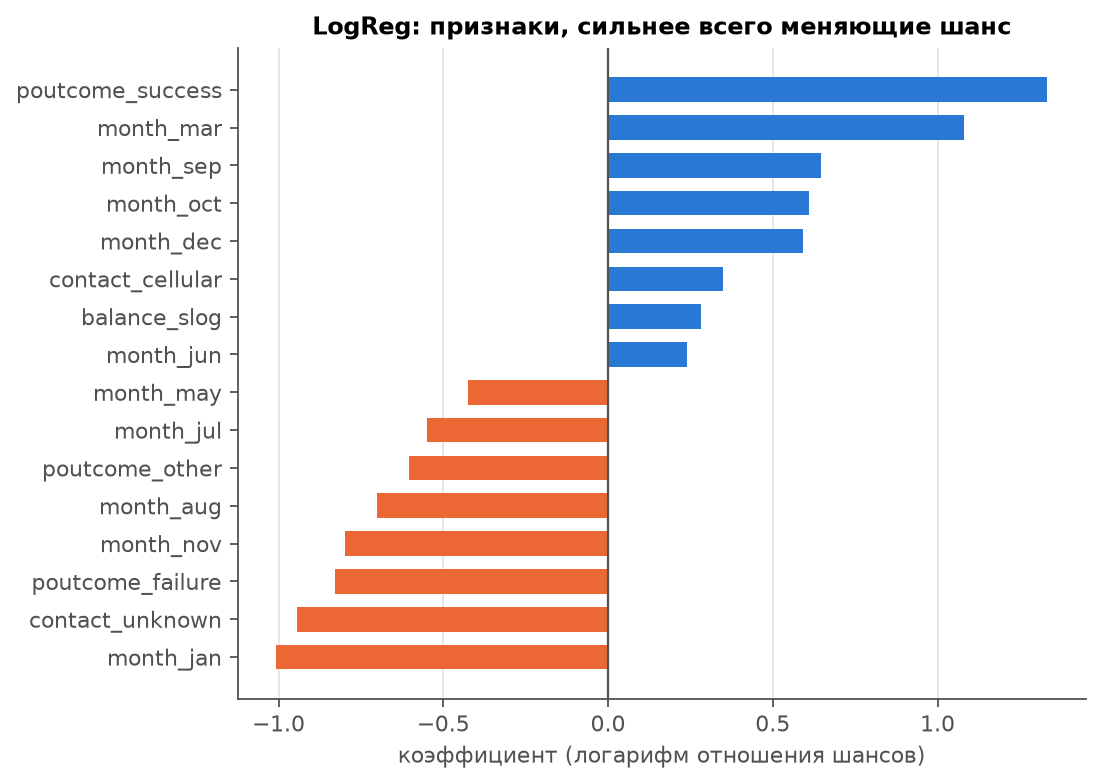 LogReg: признаки, сильнее всего меняющие шанс
poutcome_success
month_mar
month_sep
month_oct
month_dec
contact_cellular
balance_slog
month_jun
month_may
month_jul
poutcome_other
month_aug
month_nov
poutcome_failure
contact_unknown
month_jan
−1.0 −0.5 0.0 0.5 1.0
коэффициент (логарифм отношения шансов)